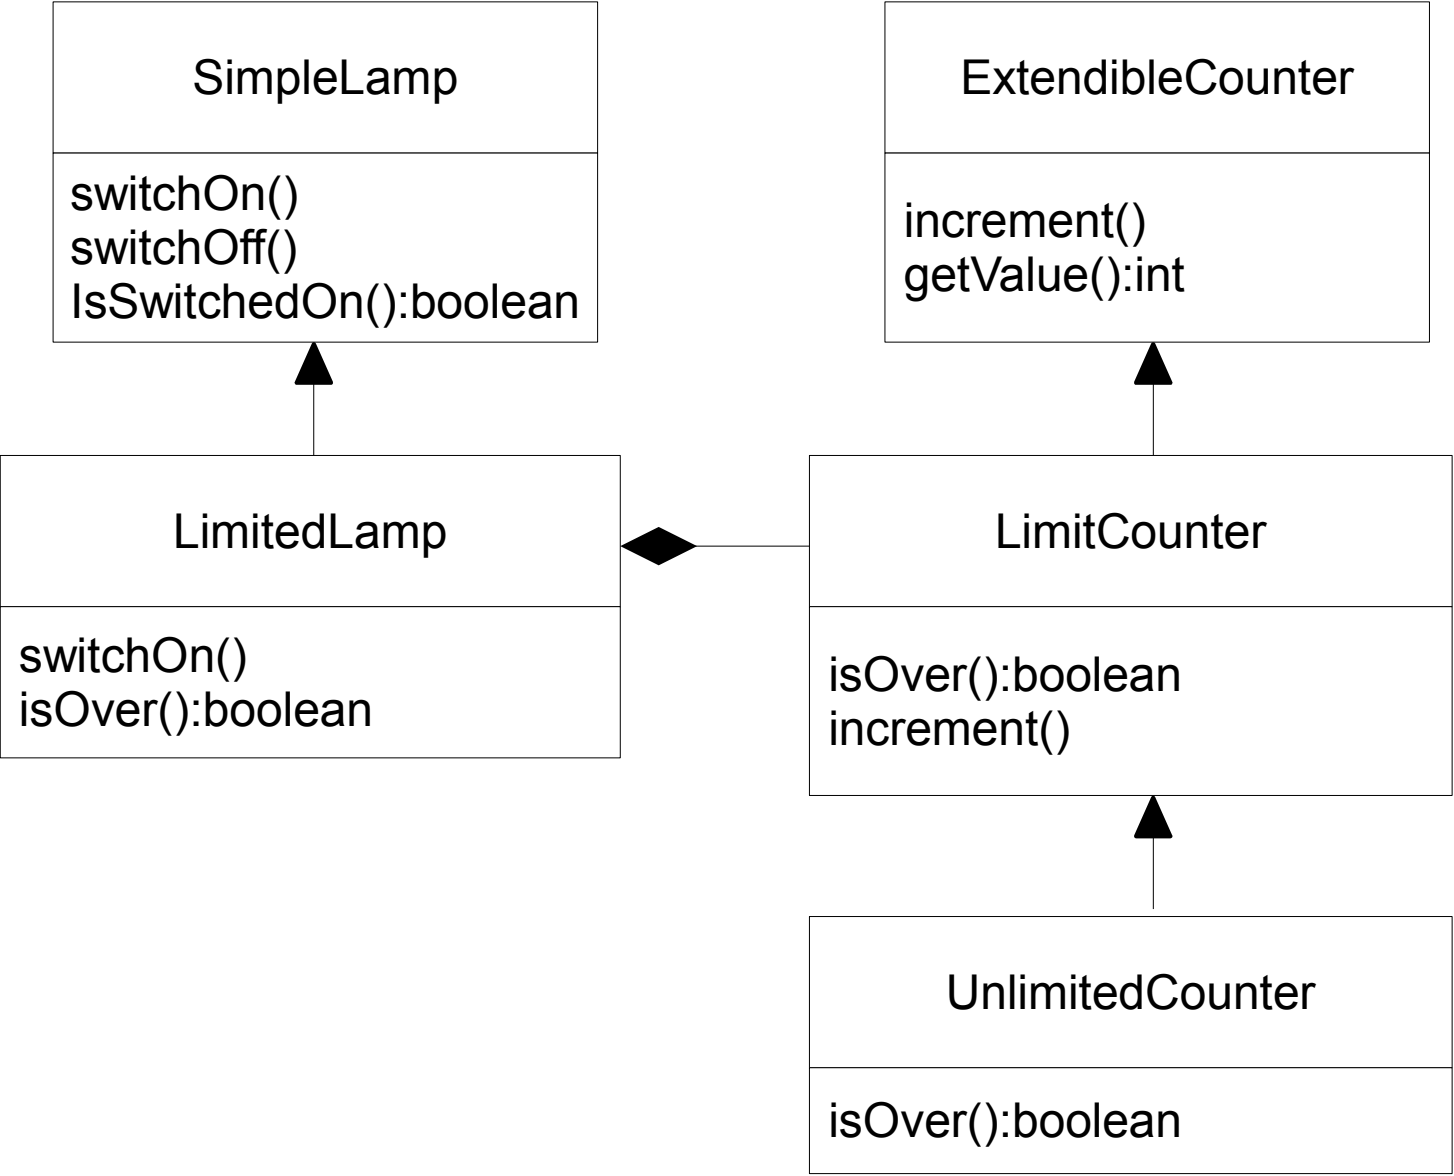 SimpleLamp
switchOn()
switchOff()
IsSwitchedOn():boolean
ExtendibleCounter
increment()
getValue():int
LimitedLamp
switchOn()
isOver():boolean
LimitCounter
isOver():boolean
increment()
UnlimitedCounter
isOver():boolean